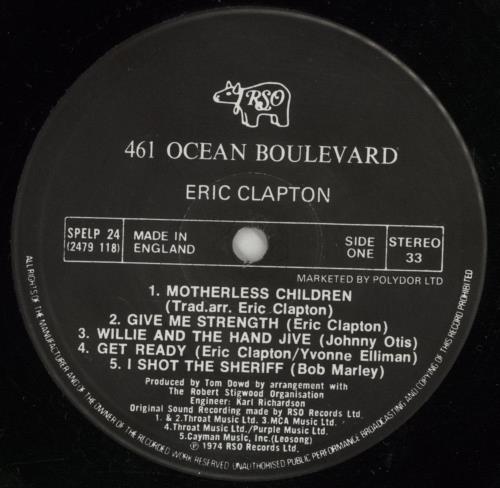 RSO
461 OCEAN BOULEVARD
ERIC CLAPTON
SPELP 24
(2479 118)
MADE IN
ENGLAND
SIDE
ONE
STEREO
33
MARKETED BY POLYDOR LTD
1. MOTHERLESS CHILDREN
(Trad.arr. Eric Clapton)
2. GIVE ME STRENGTH (Eric Clapton)
3. WILLIE AND THE HAND JIVE (Johnny Otis)
4. GET READY (Eric Clapton/Yvonne Elliman)
5. I SHOT THE SHERIFF (Bob Marley)
Produced by Tom Dowd by arrangement with
The Robert Stigwood Organisation
Engineer: Karl Richardson
Original Sound Recording made by RSO Records Ltd.
1. & 2.Throat Music Ltd. 3.MCA Music Ltd.
4.Throat Music Ltd./Purple Music Ltd.
5.Cayman Music, Inc.(Leosong)
℗ 1974 RSO Records Ltd.
ALL RIGHTS OF THE MANUFACTURER AND OF THE OWNER OF THE RECORDED WORK RESERVED UNAUTHORISED PUBLIC PERFORMANCE BROADCASTING AND COPYING OF THIS RECORD PROHIBITED